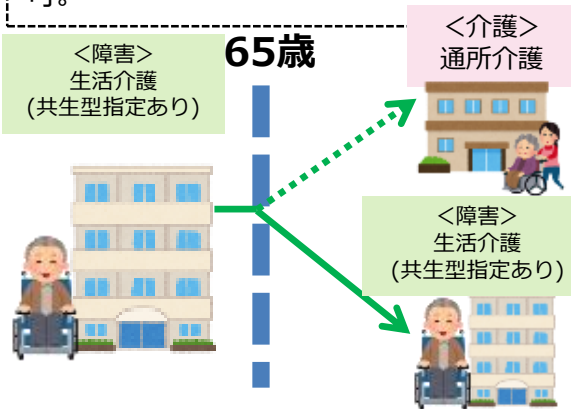 65歳
<障害>
生活介護
(共生型指定あり)
<介護>
通所介護
<障害>
生活介護
(共生型指定あり)